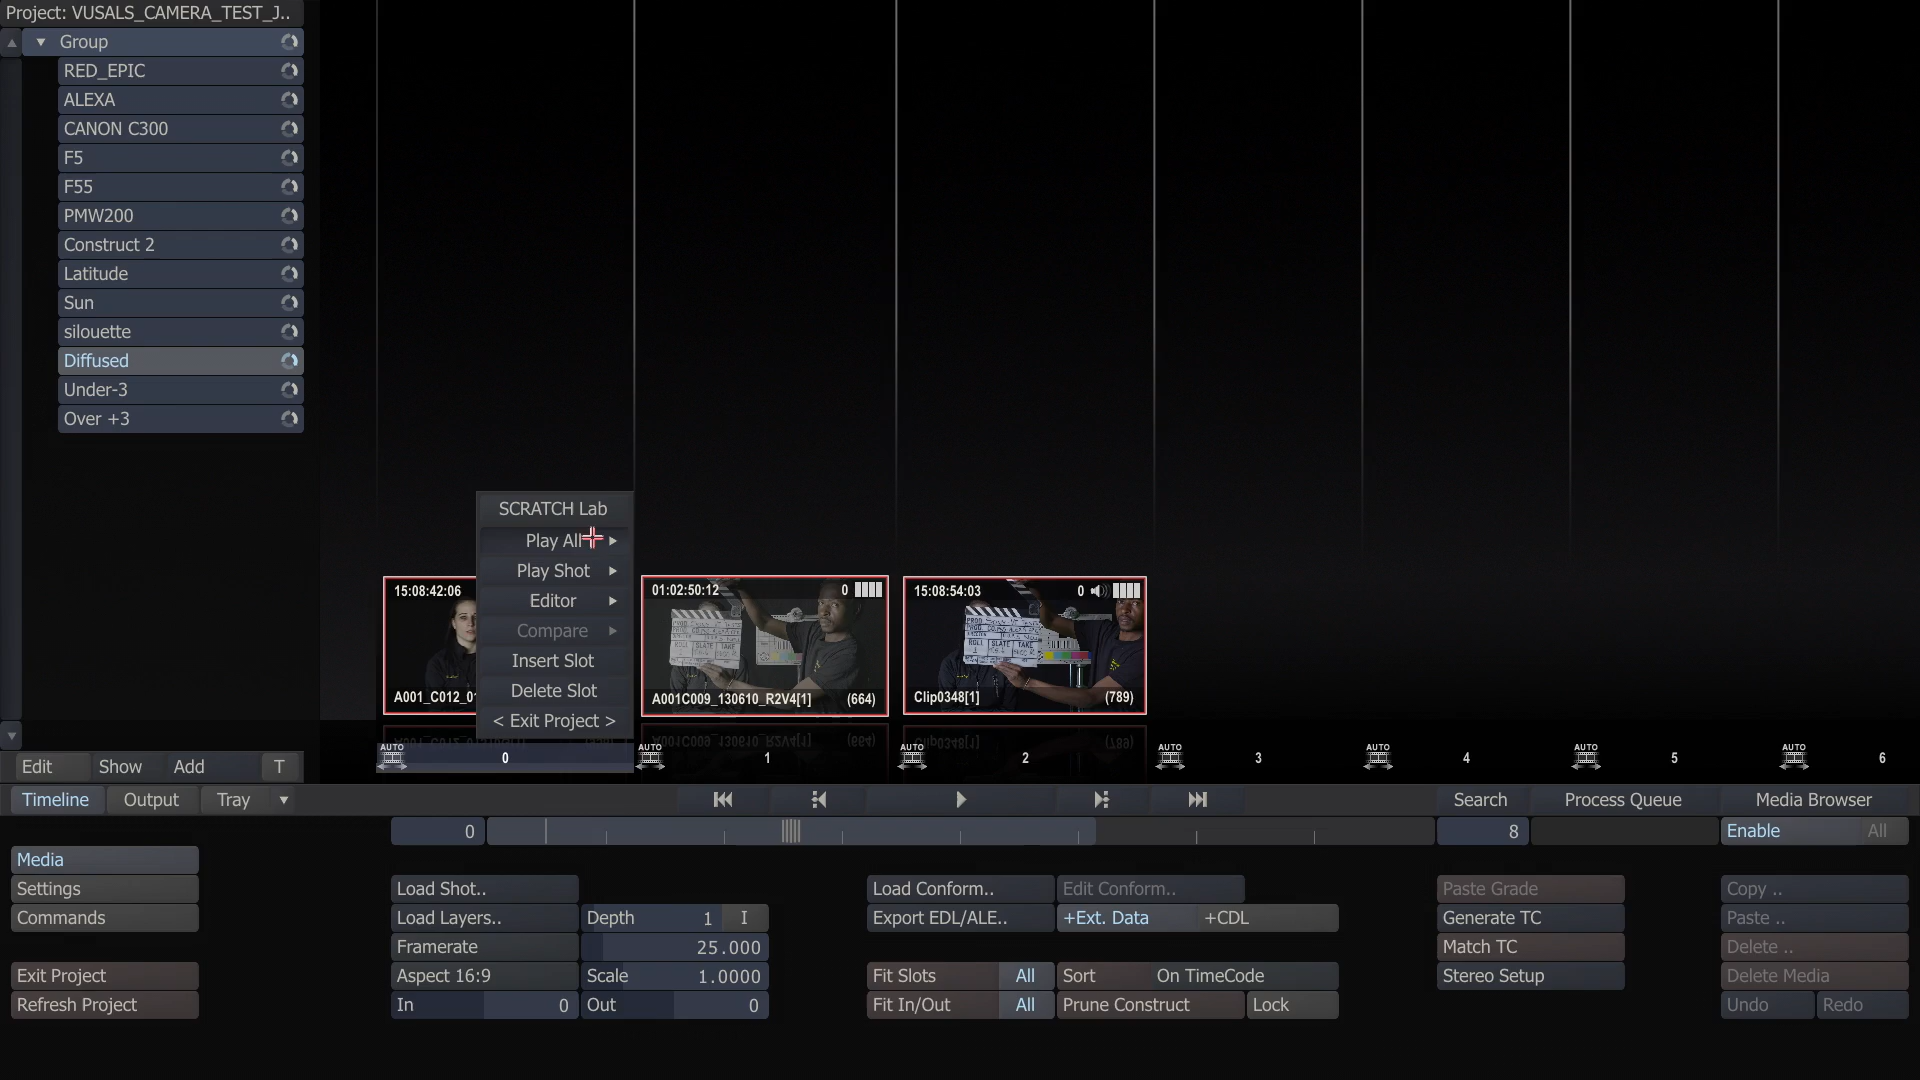 Project: VUSALS_CAMERA_TEST_J..
Group
RED_EPIC
ALEXA
CANON C300
F5
F55
PMW200
Construct 2
Latitude
Sun
silouette
Diffused
Under-3
Over +3
SCRATCH Lab
Play All
Play Shot
Editor
Compare
Insert Slot
Delete Slot
< Exit Project >
15:08:42:06
A001_C012_0
01:02:50:12 0
A001C009_130610_R2V4[1] (664)
15:08:54:03 0
Clip0348[1] (789)
AUTO 0 AUTO 1 AUTO 2 AUTO 3 AUTO 4 AUTO 5 AUTO 6
Edit Show Add T
Timeline Output Tray Search Process Queue Media Browser
0 8 Enable All
Media
Settings
Commands
Exit Project
Refresh Project
Load Shot..
Load Layers.. Depth 1 I
Framerate 25.000
Aspect 16:9 Scale 1.0000
In 0 Out 0
Load Conform.. Edit Conform..
Export EDL/ALE.. +Ext. Data +CDL
Fit Slots All Sort On TimeCode
Fit In/Out All Prune Construct Lock
Paste Grade
Generate TC
Match TC
Stereo Setup
Copy ..
Paste ..
Delete ..
Delete Media
Undo Redo